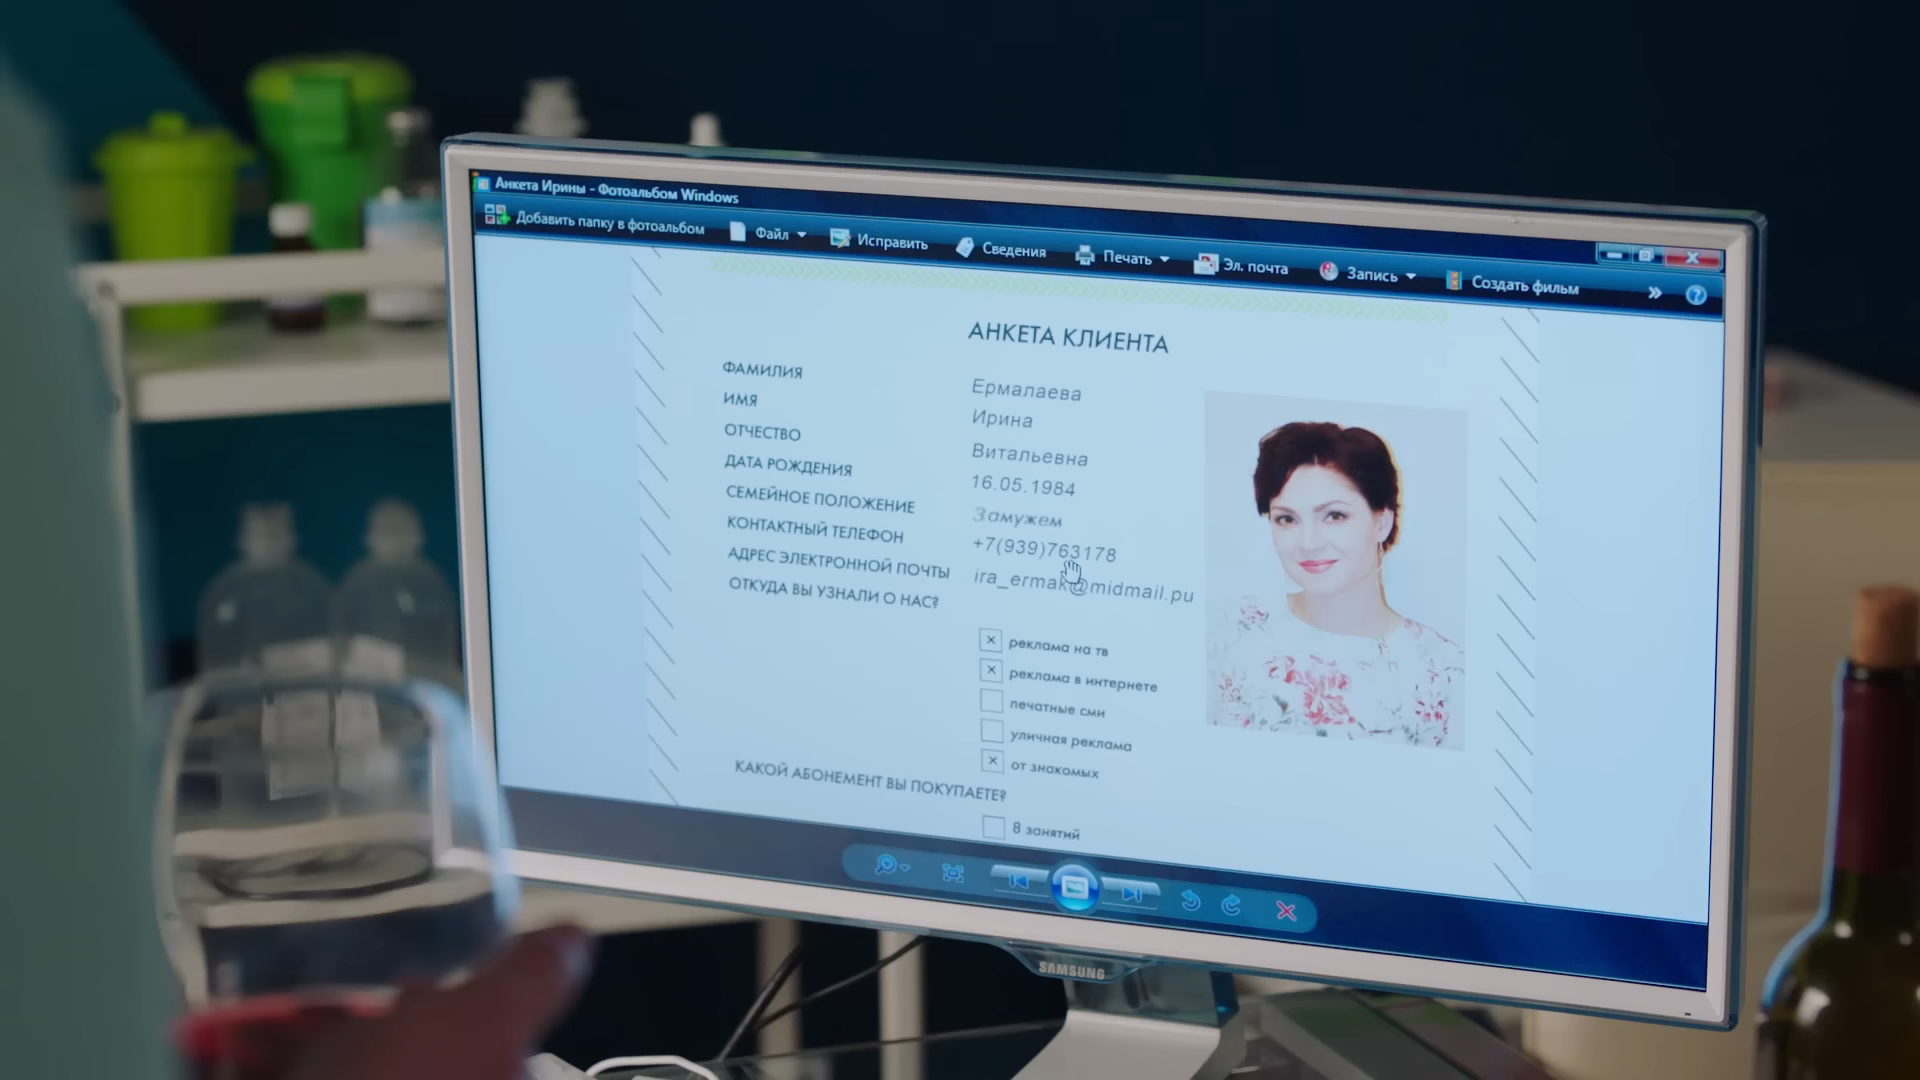 Анкета Ирины - Фотоальбом Windows
Добавить папку в фотоальбом Файл Исправить Сведения Печать Эл. почта Запись Создать фильм » ?
АНКЕТА КЛИЕНТА
ФАМИЛИЯ Ермалаева
ИМЯ Ирина
ОТЧЕСТВО Витальевна
ДАТА РОЖДЕНИЯ 16.05.1984
СЕМЕЙНОЕ ПОЛОЖЕНИЕ Замужем
КОНТАКТНЫЙ ТЕЛЕФОН +7(939)763178
АДРЕС ЭЛЕКТРОННОЙ ПОЧТЫ ira_ermak@midmail.pu
ОТКУДА ВЫ УЗНАЛИ О НАС?
реклама на тв
реклама в интернете
печатные сми
уличная реклама
от знакомых
КАКОЙ АБОНЕМЕНТ ВЫ ПОКУПАЕТЕ?
8 занятий
SAMSUNG